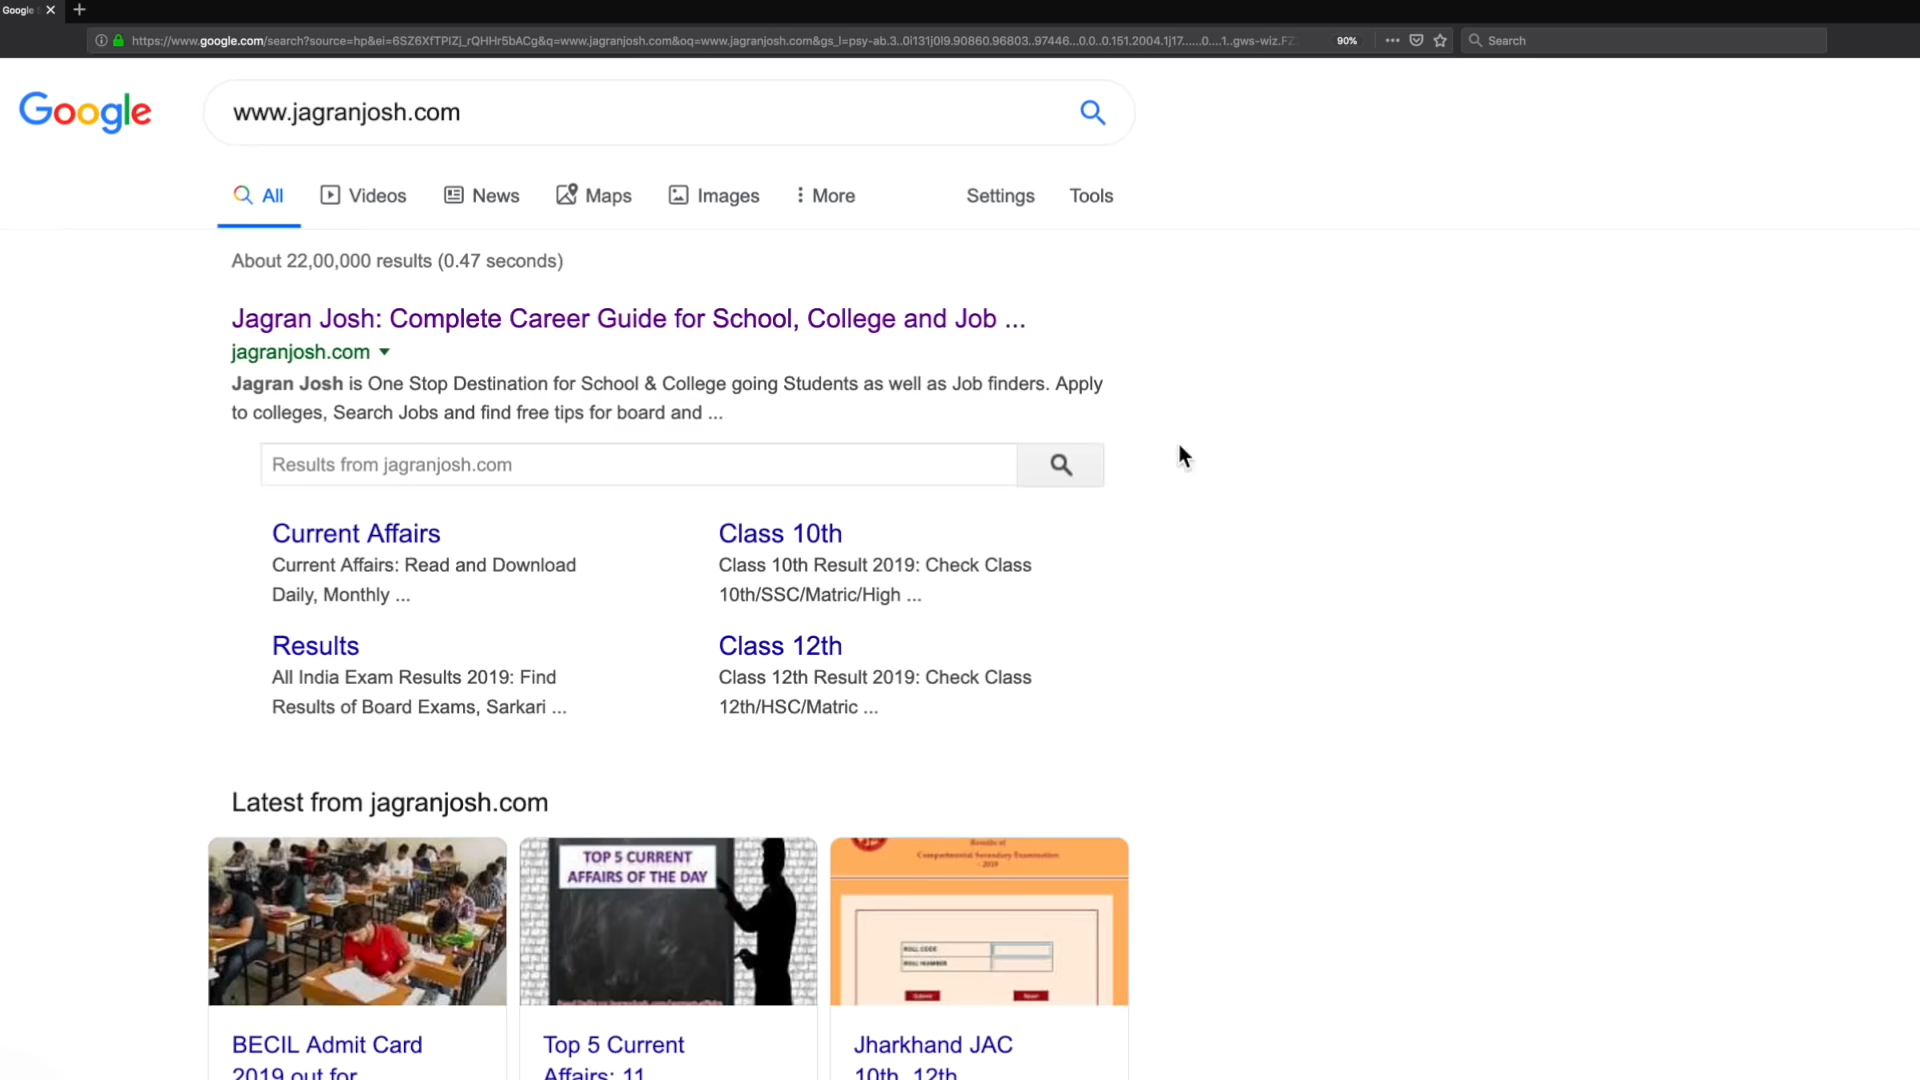 Google
https://www.google.com/search?source=hp&ei=6SZ6XfTPIZj_rQHHr5bACg&q=www.jagranjosh.com&oq=www.jagranjosh.com&gs_l=psy-ab.3..0i131j0l9.90860.96803..97446...0.0..0.151.2004.1j17......0....1..gws-wiz.FZ
90%
Search
Google
www.jagranjosh.com
All
Videos
News
Maps
Images
More
Settings
Tools
About 22,00,000 results (0.47 seconds)
Jagran Josh: Complete Career Guide for School, College and Job ...
jagranjosh.com
Jagran Josh is One Stop Destination for School & College going Students as well as Job finders. Apply
to colleges, Search Jobs and find free tips for board and ...
Results from jagranjosh.com
Current Affairs
Current Affairs: Read and Download
Daily, Monthly ...
Class 10th
Class 10th Result 2019: Check Class
10th/SSC/Matric/High ...
Results
All India Exam Results 2019: Find
Results of Board Exams, Sarkari ...
Class 12th
Class 12th Result 2019: Check Class
12th/HSC/Matric ...
Latest from jagranjosh.com
TOP 5 CURRENT
AFFAIRS OF THE DAY
Results of
Compartmental Secondary Examination
- 2019
ROLL CODE
ROLL NUMBER
Submit
Reset
BECIL Admit Card
2019 out for
Top 5 Current
Affairs: 11
Jharkhand JAC
10th, 12th